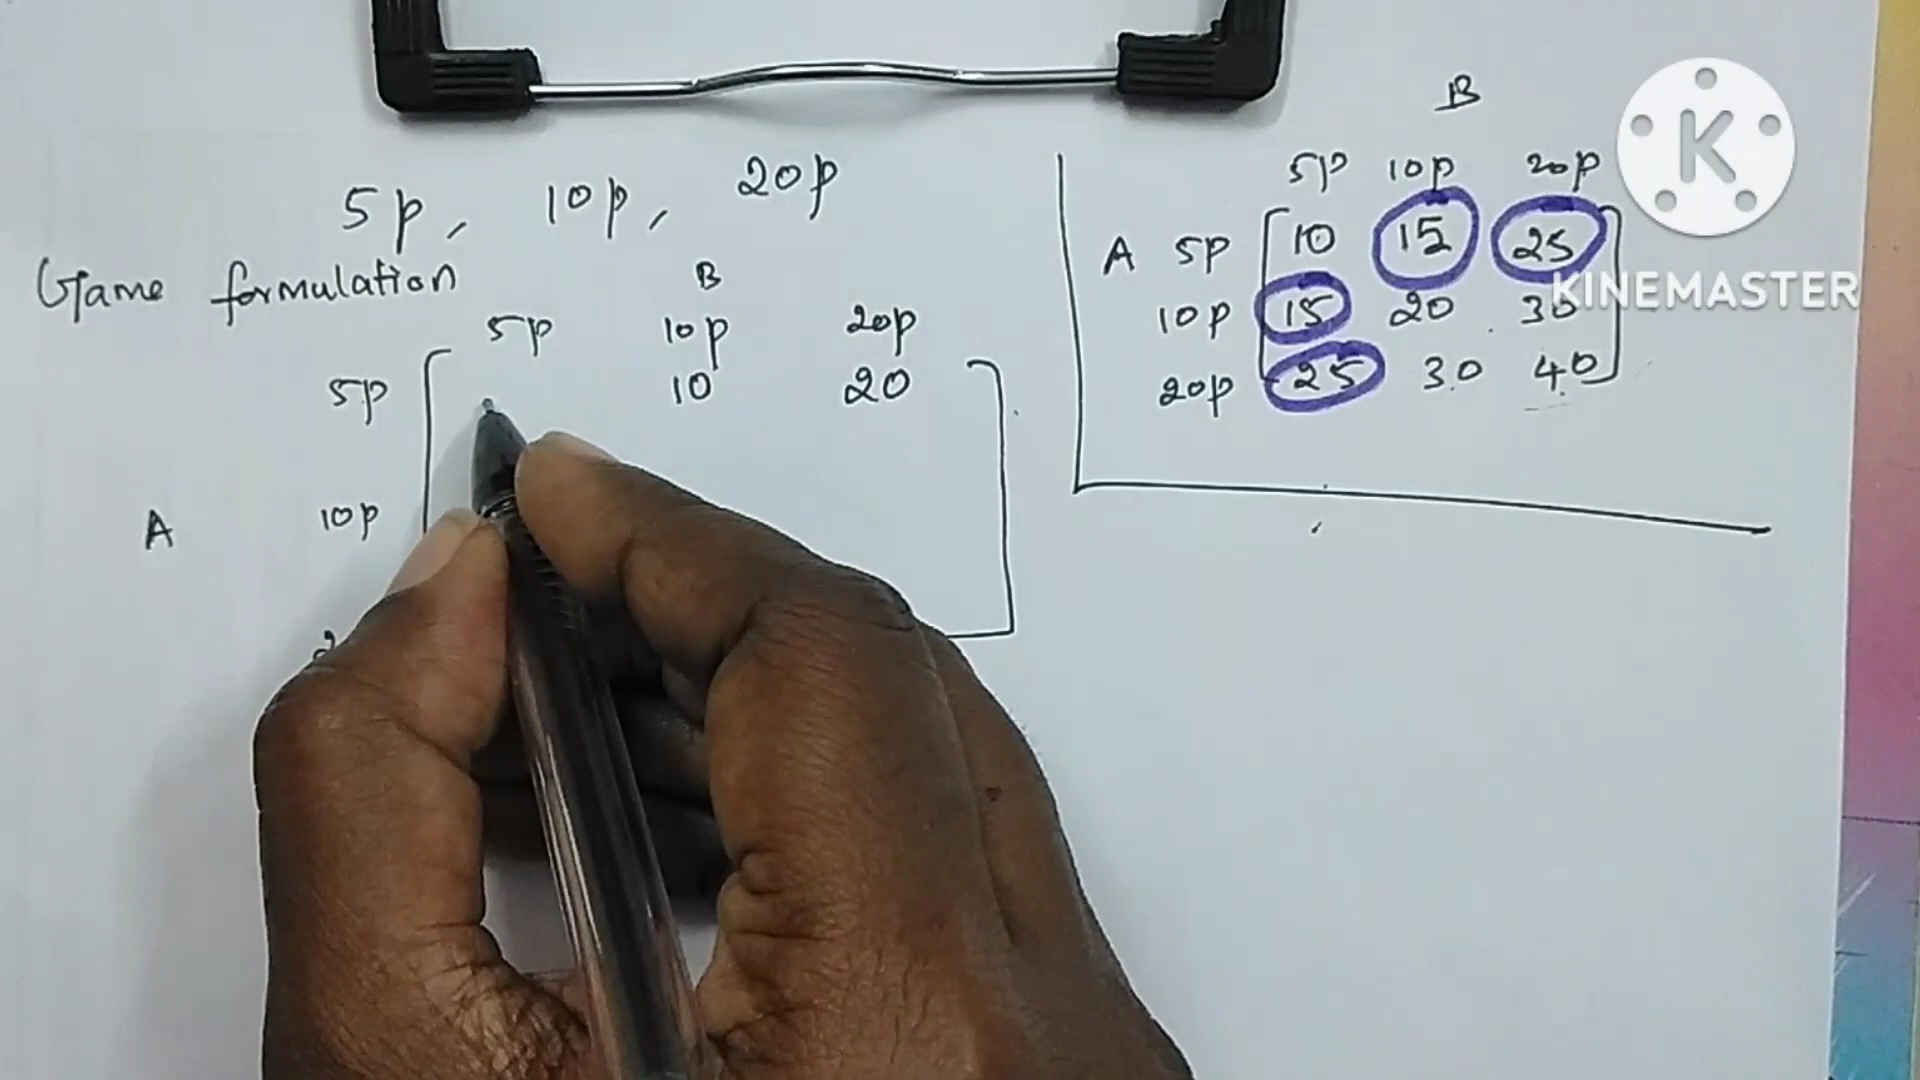 5p, 10p, 20p
Game formulation
B
5p 10p 20p
5p 10 20
A 10p
B
5p 10p 20p
A 5p 10 15 25
10p 15 20 30
20p 25 30 40
K
KINEMASTER